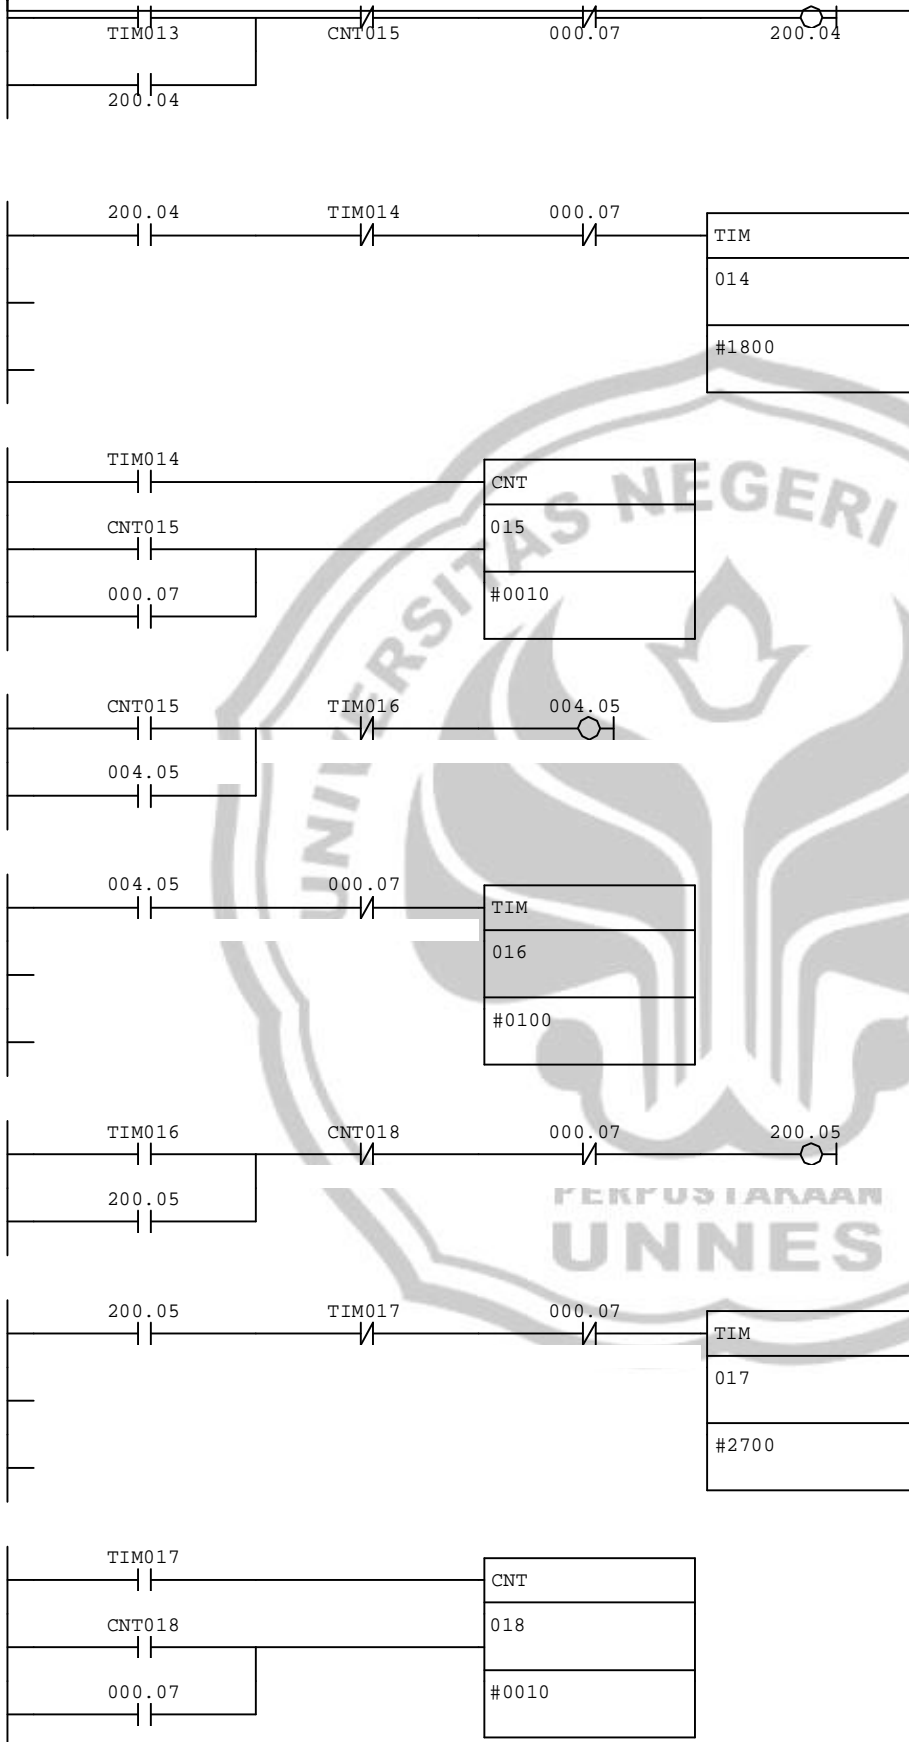 TIM013 CNT015 000.07 200.04
200.04
200.04 TIM014 000.07
TIM
014
#1800
TIM014
CNT
CNT015
015
000.07
#0010
CNT015 TIM016 004.05
004.05
004.05 000.07
TIM
016
#0100
TIM016 CNT018 000.07 200.05
200.05
200.05 TIM017 000.07
TIM
017
#2700
TIM017
CNT
CNT018
018
000.07
#0010
UNIVERSITAS NEGERI
PERPUSTAKAAN
UNNES